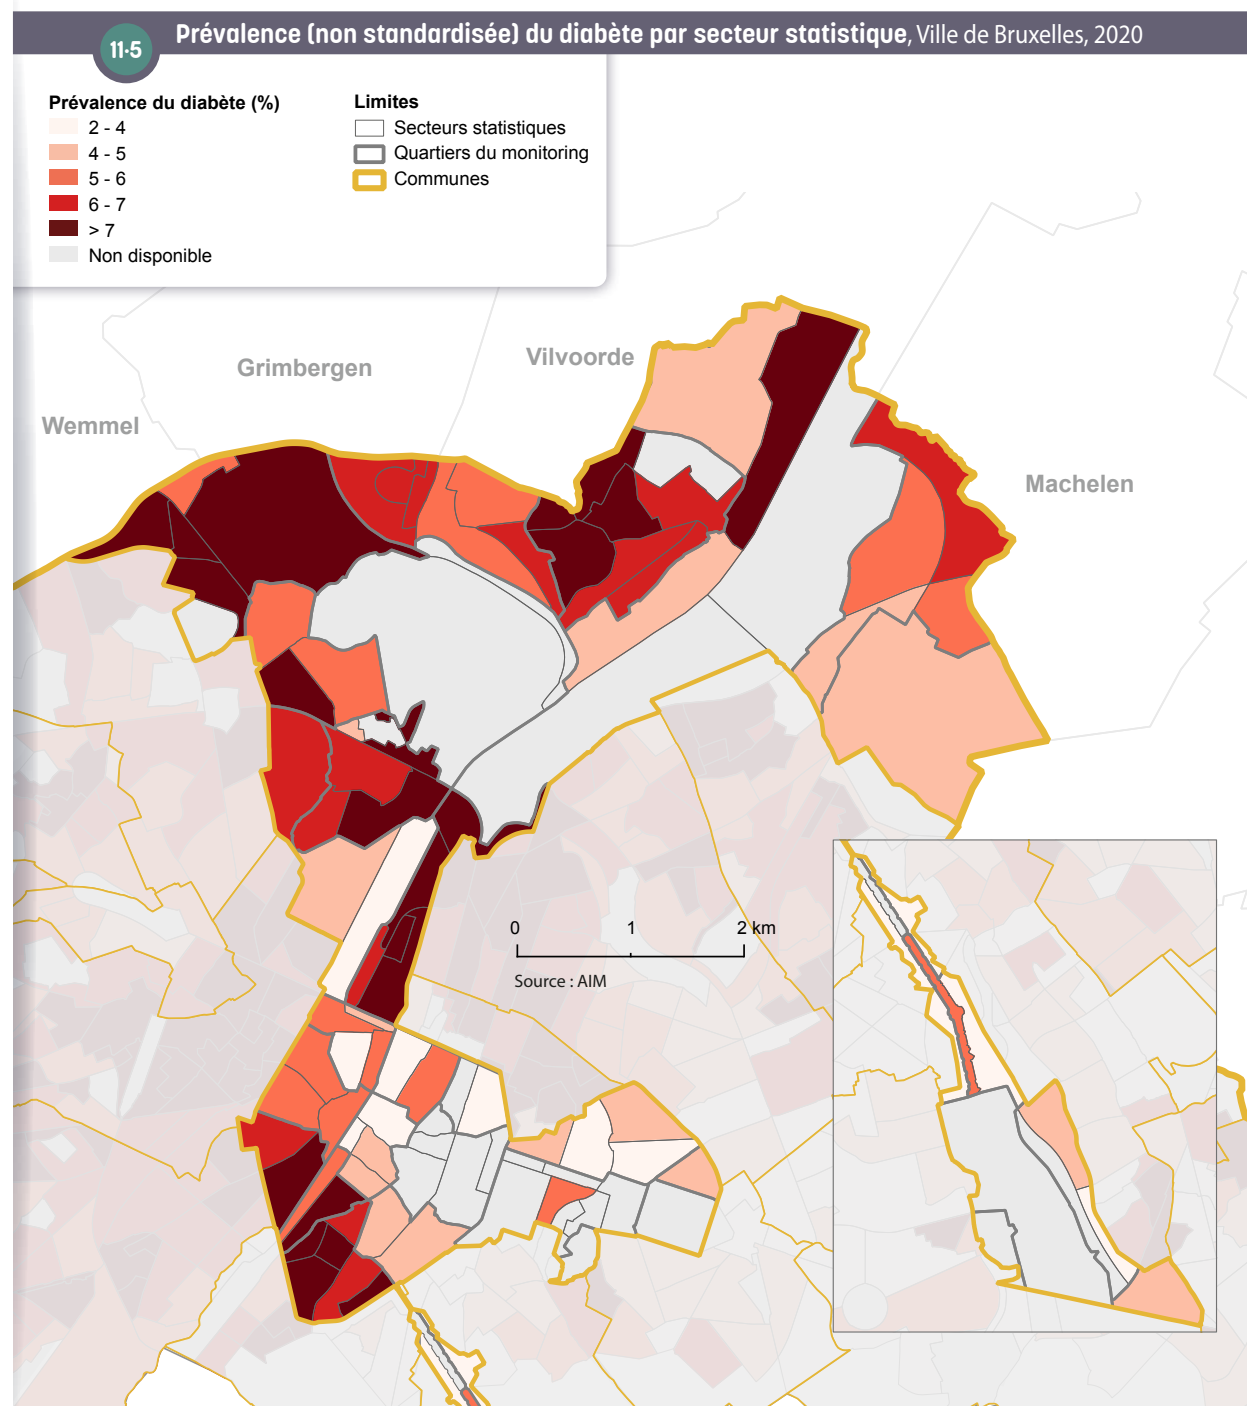 11·5
Prévalence (non standardisée) du diabète par secteur statistique, Ville de Bruxelles, 2020
Prévalence du diabète (%)
2 - 4
4 - 5
5 - 6
6 - 7
> 7
Non disponible
Limites
Secteurs statistiques
Quartiers du monitoring
Communes
Vilvoorde
Grimbergen
Wemmel
Machelen
0 1 2 km
Source : AIM